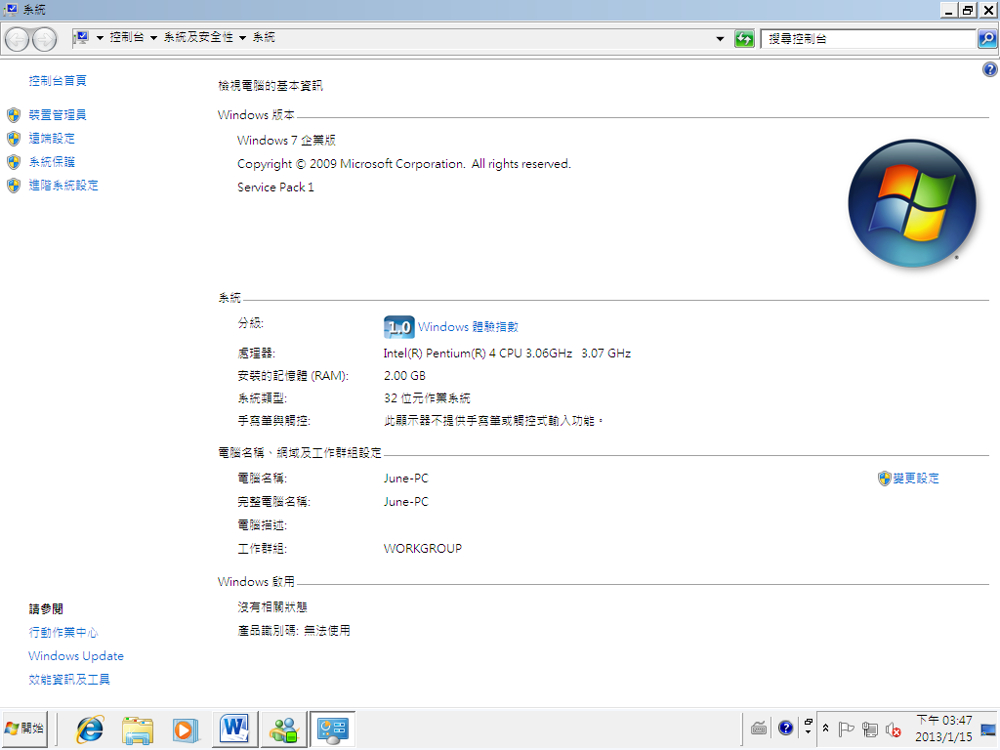 系統
控制台 系統及安全性 系統
搜尋控制台
控制台首頁
裝置管理員
遠端設定
系統保護
進階系統設定
檢視電腦的基本資訊
Windows 版本
Windows 7 企業版
Copyright © 2009 Microsoft Corporation. All rights reserved.
Service Pack 1
系統
分級: 1.0 Windows 體驗指數
處理器: Intel(R) Pentium(R) 4 CPU 3.06GHz 3.07 GHz
安裝的記憶體 (RAM): 2.00 GB
系統類型: 32 位元作業系統
手寫筆與觸控: 此顯示器不提供手寫筆或觸控式輸入功能。
電腦名稱、網域及工作群組設定
電腦名稱: June-PC 變更設定
完整電腦名稱: June-PC
電腦描述:
工作群組: WORKGROUP
Windows 啟用
沒有相關狀態
產品識別碼: 無法使用
請參閱
行動作業中心
Windows Update
效能資訊及工具
開始
下午 03:47
2013/1/15